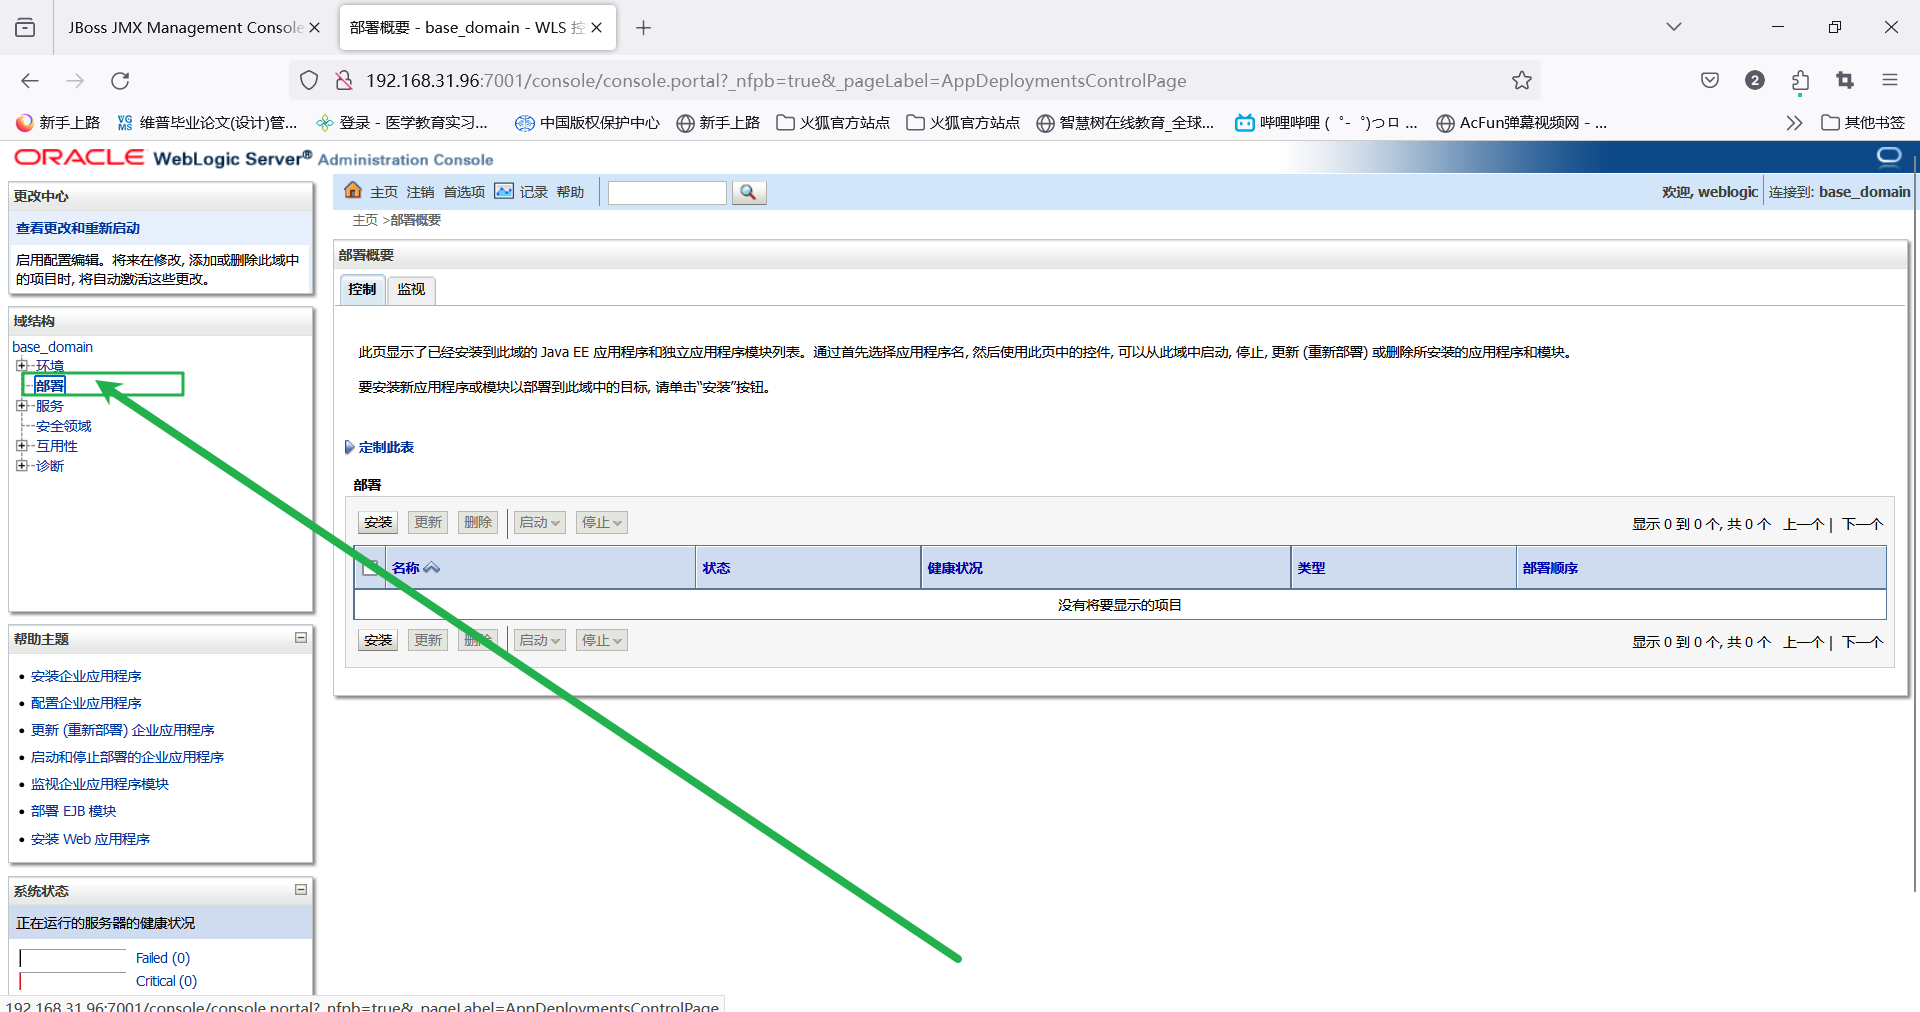 JBoss JMX Management Console
部署概要 - base_domain - WLS 控
192.168.31.96:7001/console/console.portal?_nfpb=true&_pageLabel=AppDeploymentsControlPage
2
新手上路 维普毕业论文(设计)管... 登录 - 医学教育实习... 中国版权保护中心 新手上路 火狐官方站点 火狐官方站点 智慧树在线教育_全球... 哔哩哔哩 ( ゜- ゜)つロ ... AcFun弹幕视频网 - ... 其他书签
ORACLE WebLogic Server® Administration Console
更改中心
查看更改和重新启动
启用配置编辑。将来在修改, 添加或删除此域中
的项目时, 将自动激活这些更改。
域结构
base_domain
环境
部署
服务
安全领域
互用性
诊断
帮助主题
安装企业应用程序
配置企业应用程序
更新 (重新部署) 企业应用程序
启动和停止部署的企业应用程序
监视企业应用程序模块
部署 EJB 模块
安装 Web 应用程序
系统状态
正在运行的服务器的健康状况
Failed (0)
Critical (0)
主页 注销 首选项 记录 帮助
欢迎, weblogic 连接到: base_domain
主页 >部署概要
部署概要
控制 监视
此页显示了已经安装到此域的 Java EE 应用程序和独立应用程序模块列表。通过首先选择应用程序名, 然后使用此页中的控件, 可以从此域中启动, 停止, 更新 (重新部署) 或删除所安装的应用程序和模块。
要安装新应用程序或模块以部署到此域中的目标, 请单击“安装”按钮。
定制此表
部署
安装 更新 删除 启动 停止 显示 0 到 0 个, 共 0 个 上一个 | 下一个
名称 状态 健康状况 类型 部署顺序
没有将要显示的项目
安装 更新 删除 启动 停止 显示 0 到 0 个, 共 0 个 上一个 | 下一个
192.168.31.96:7001/console/console.portal?_nfpb=true&_pageLabel=AppDeploymentsControlPage